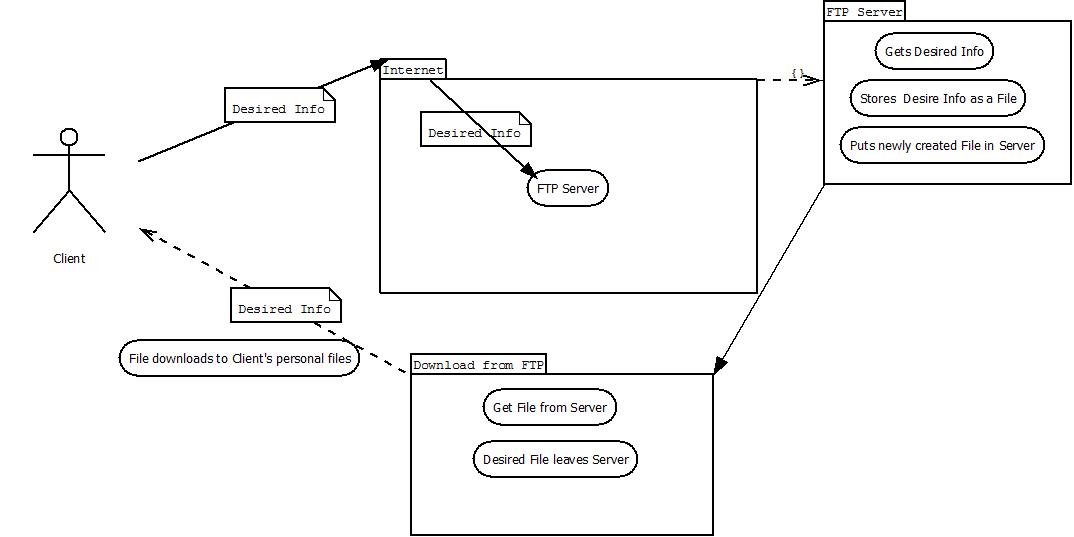 FTP Server
Gets Desired Info
Internet
{}
Stores Desire Info as a File
Desired Info
Desired Info
Puts newly created File in Server
FTP Server
Client
Desired Info
File downloads to Client's personal files
Download from FTP
Get File from Server
Desired File leaves Server